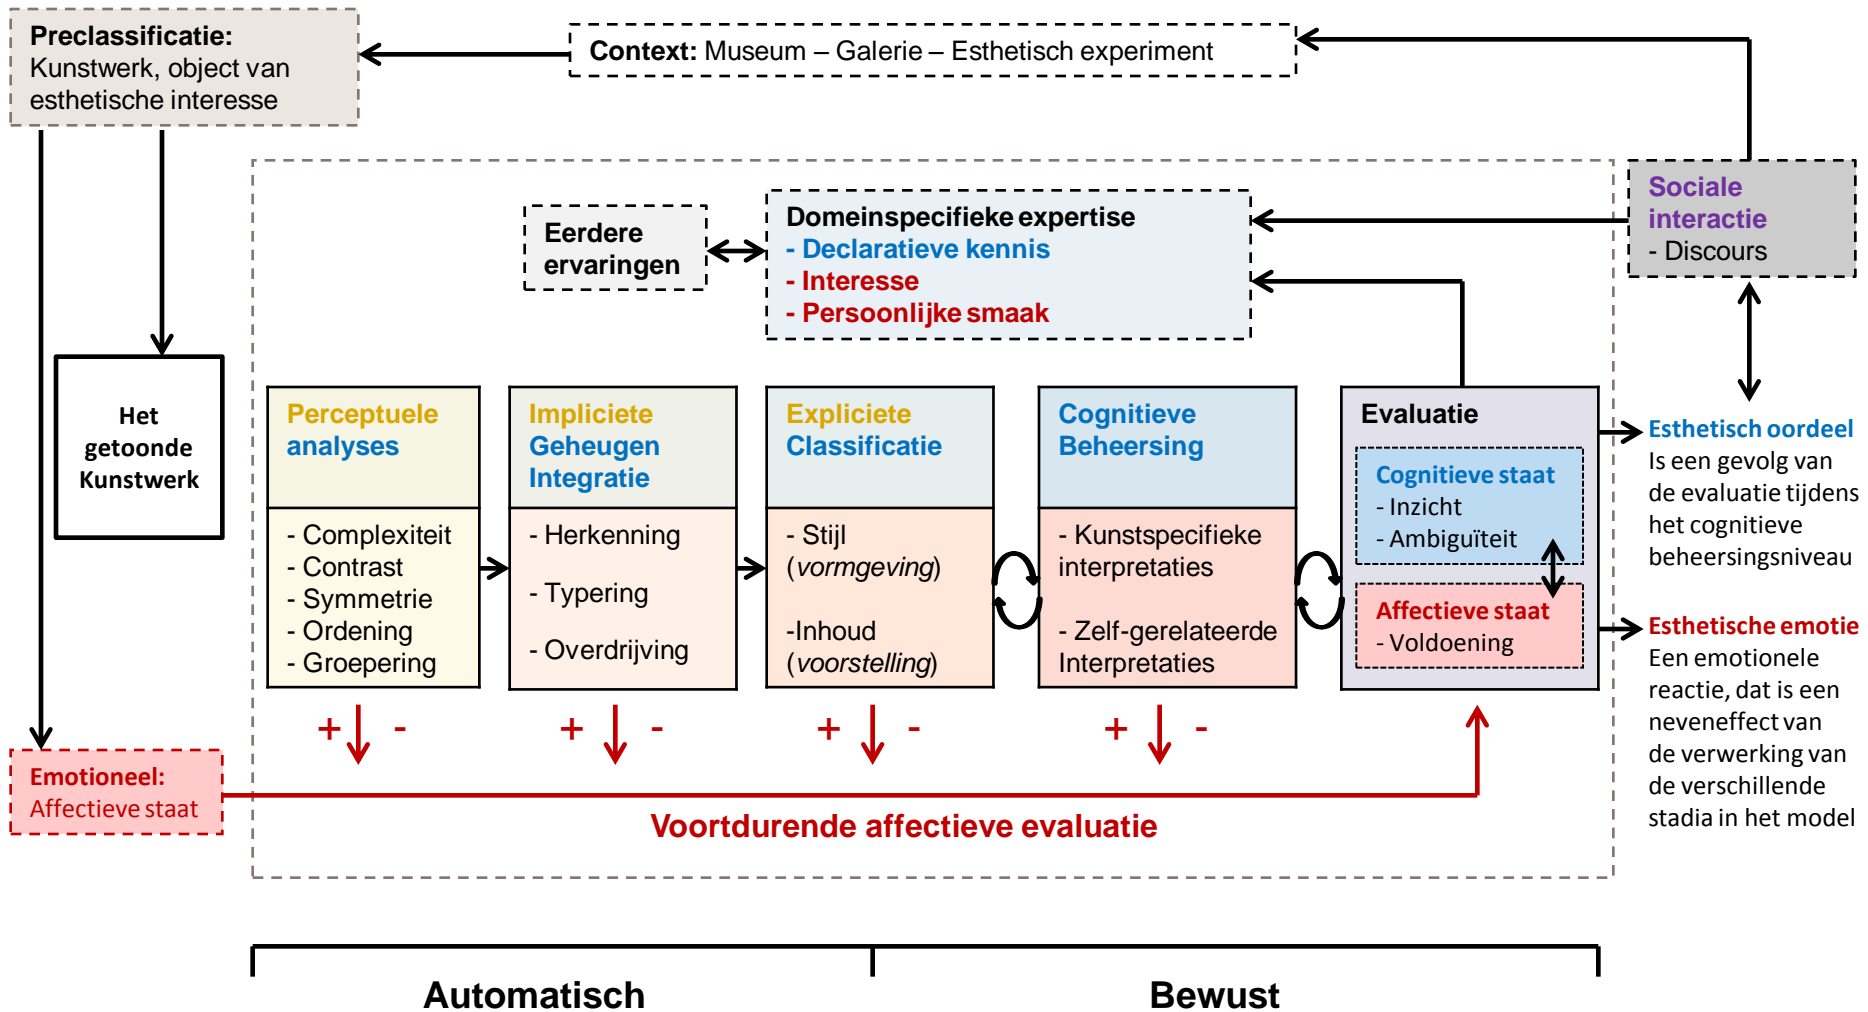 Preclassificatie:
Kunstwerk, object van
esthetische interesse
Context: Museum – Galerie – Esthetisch experiment
Sociale
interactie
- Discours
Eerdere
ervaringen
Domeinspecifieke expertise
- Declaratieve kennis
- Interesse
- Persoonlijke smaak
Het
getoonde
Kunstwerk
Perceptuele
analyses
- Complexiteit
- Contrast
- Symmetrie
- Ordening
- Groepering
Impliciete
Geheugen
Integratie
- Herkenning
- Typering
- Overdrijving
Expliciete
Classificatie
- Stijl
(vormgeving)
-Inhoud
(voorstelling)
Cognitieve
Beheersing
- Kunstspecifieke
interpretaties
- Zelf-gerelateerde
Interpretaties
Evaluatie
Cognitieve staat
- Inzicht
- Ambiguïteit
Affectieve staat
- Voldoening
Esthetisch oordeel
Is een gevolg van
de evaluatie tijdens
het cognitieve
beheersingsniveau
Esthetische emotie
Een emotionele
reactie, dat is een
neveneffect van
de verwerking van
de verschillende
stadia in het model
+ -
+ -
+ -
+ -
Emotioneel:
Affectieve staat
Voortdurende affectieve evaluatie
Automatisch
Bewust